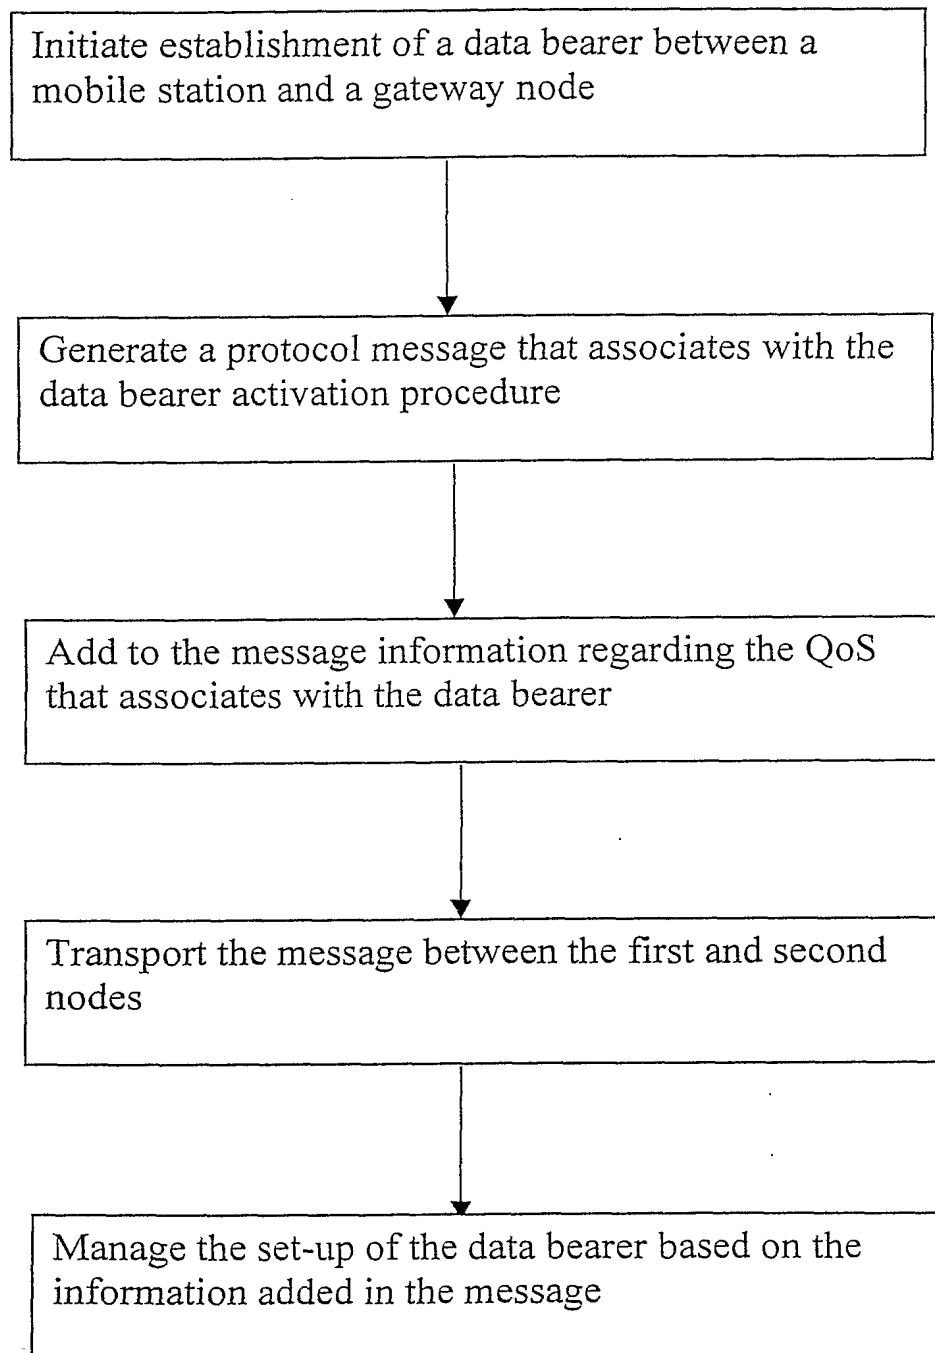 Initiate establishment of a data bearer between a
mobile station and a gateway node
Generate a protocol message that associates with the
data bearer activation procedure
Add to the message information regarding the QoS
that associates with the data bearer
Transport the message between the first and second
nodes
Manage the set-up of the data bearer based on the
information added in the message